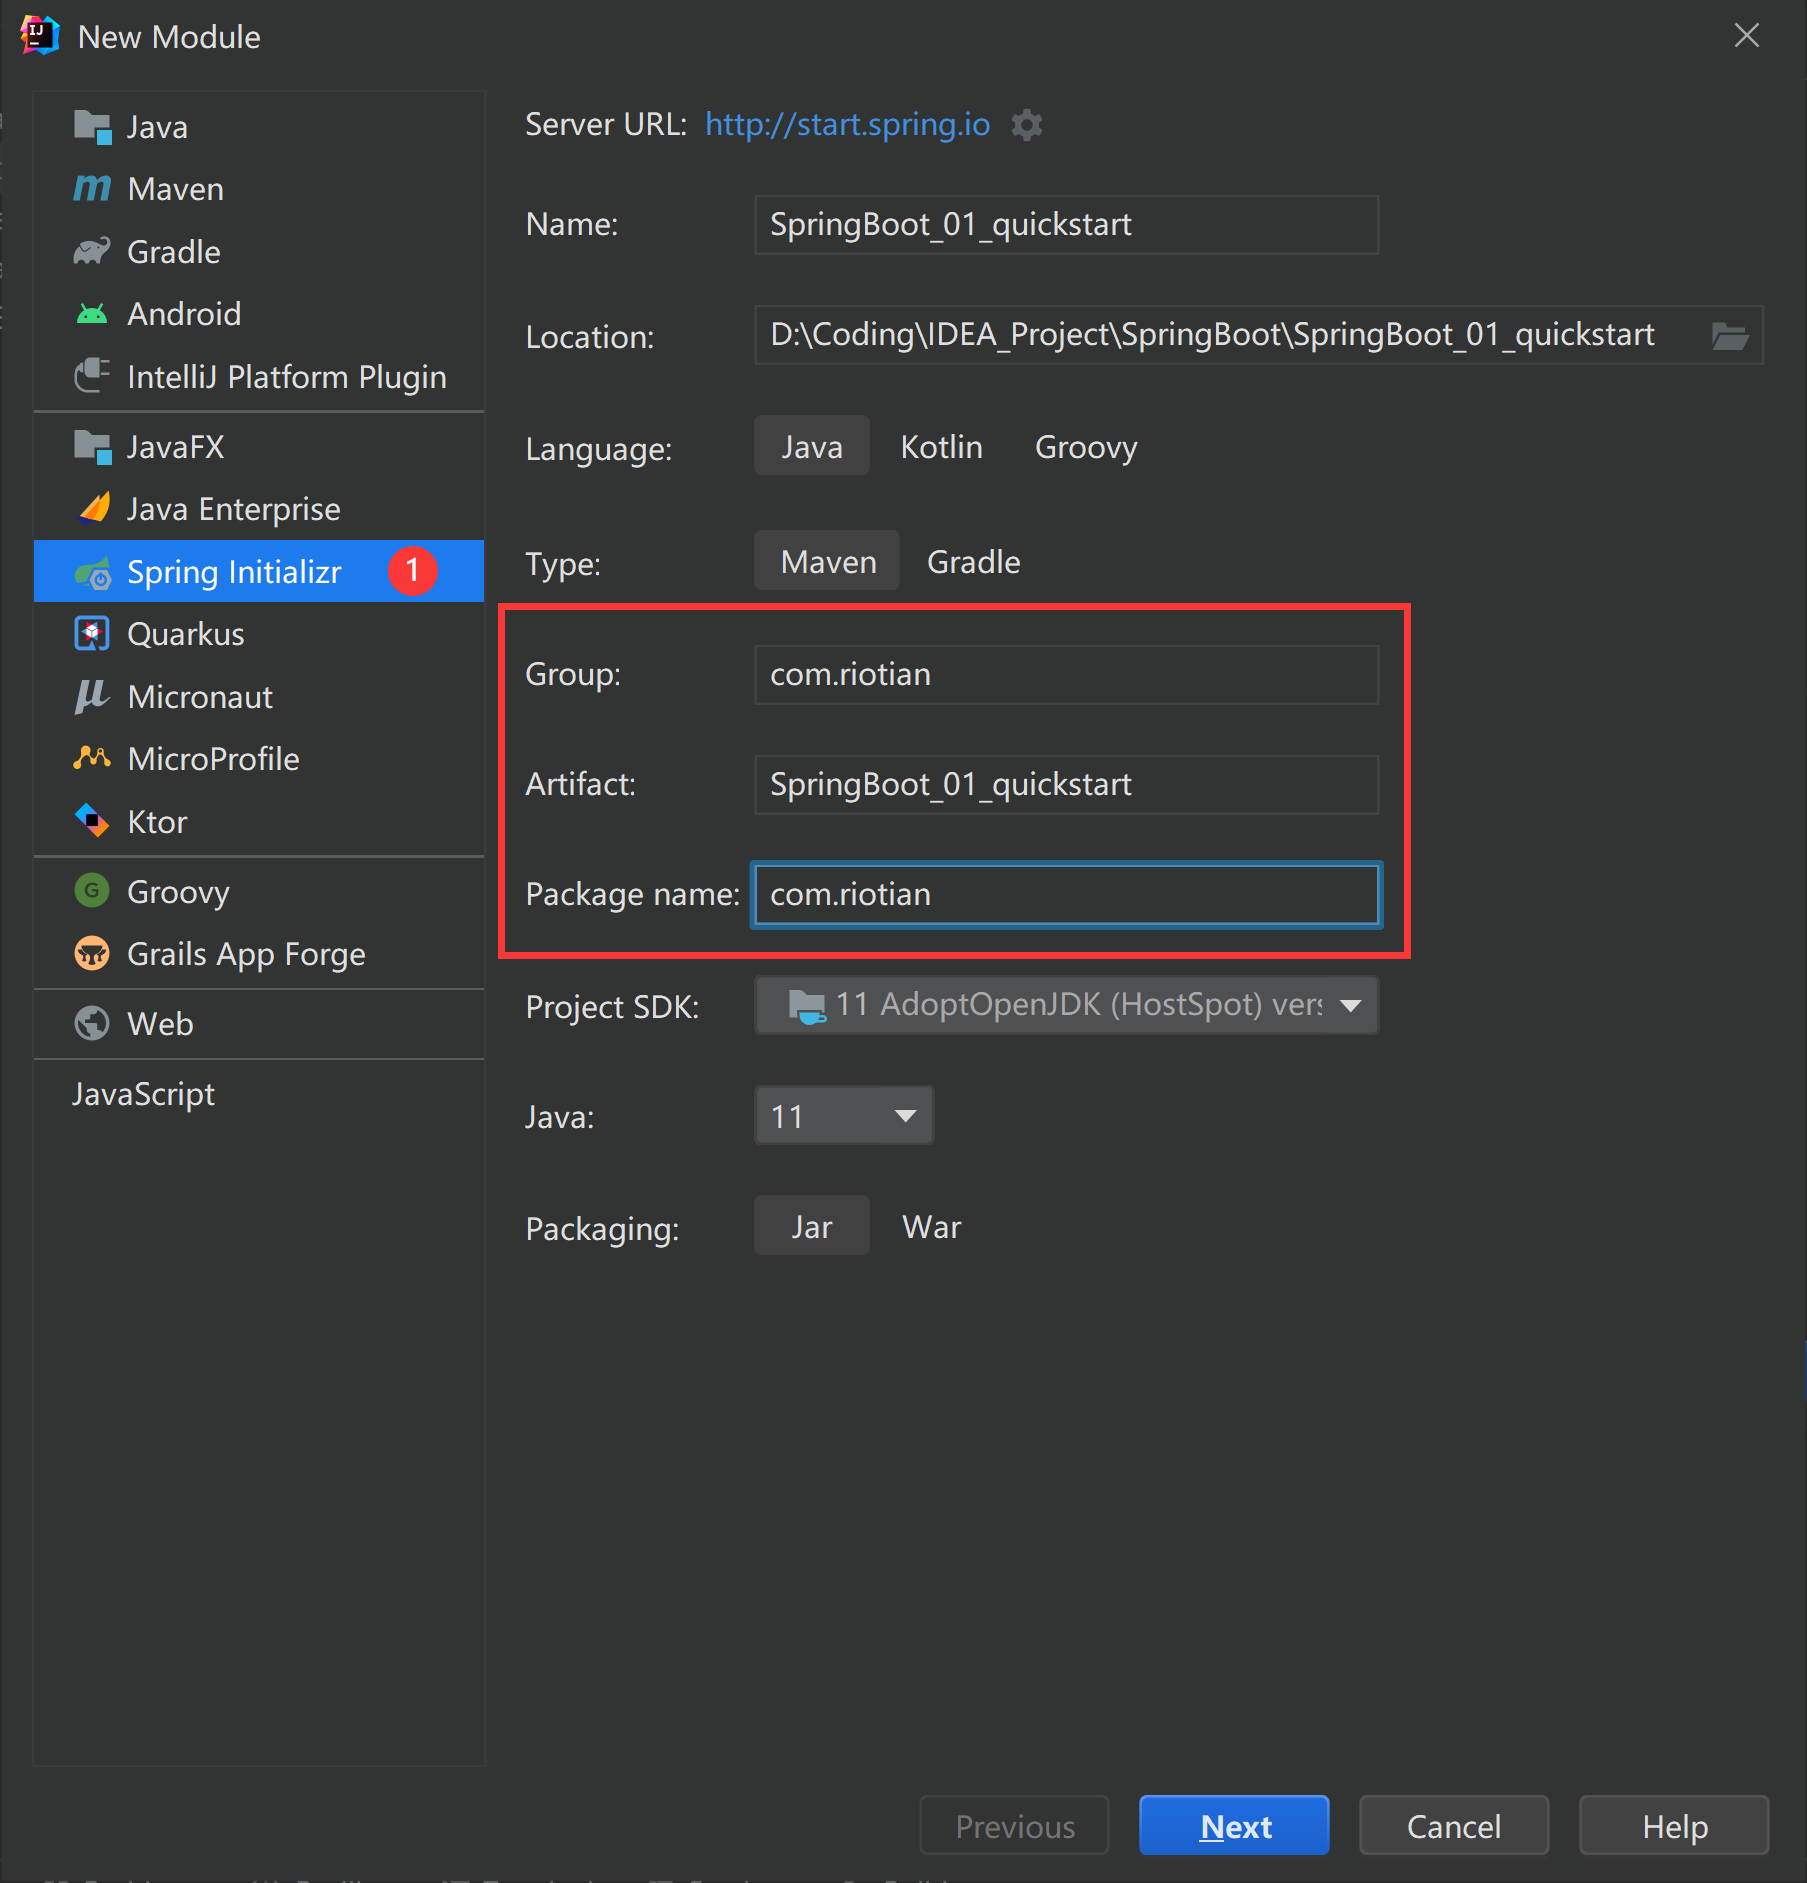 New Module
Java
Maven
Gradle
Android
IntelliJ Platform Plugin
JavaFX
Java Enterprise
Spring Initializr 1
Quarkus
Micronaut
MicroProfile
Ktor
Groovy
Grails App Forge
Web
JavaScript
Server URL: http://start.spring.io
Name: SpringBoot_01_quickstart
Location: D:\Coding\IDEA_Project\SpringBoot\SpringBoot_01_quickstart
Language: Java Kotlin Groovy
Type: Maven Gradle
Group: com.riotian
Artifact: SpringBoot_01_quickstart
Package name: com.riotian
Project SDK: 11 AdoptOpenJDK (HostSpot) vers
Java: 11
Packaging: Jar War
Previous Next Cancel Help